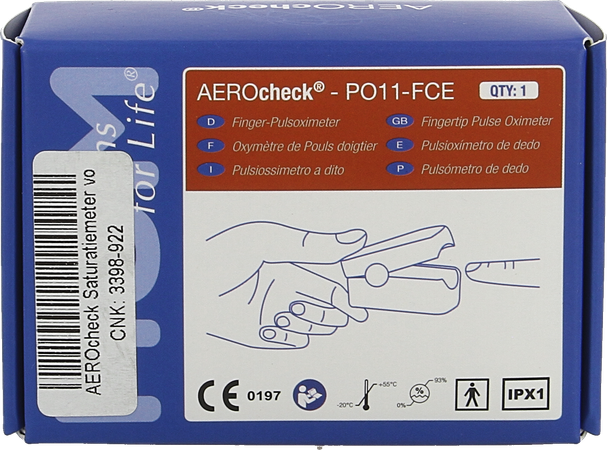 AEROcheck®
for Life®
AEROcheck® - PO11-FCE
QTY: 1
D Finger-Pulsoximeter
GB Fingertip Pulse Oximeter
F Oxymètre de Pouls doigtier
E Pulsioxímetro de dedo
I Pulsiossimetro a dito
P Pulsómetro de dedo
AEROcheck Saturatiemeter vo
CNK: 3398-922
CE 0197
-20°C
+55°C
0%
%
93%
IPX1